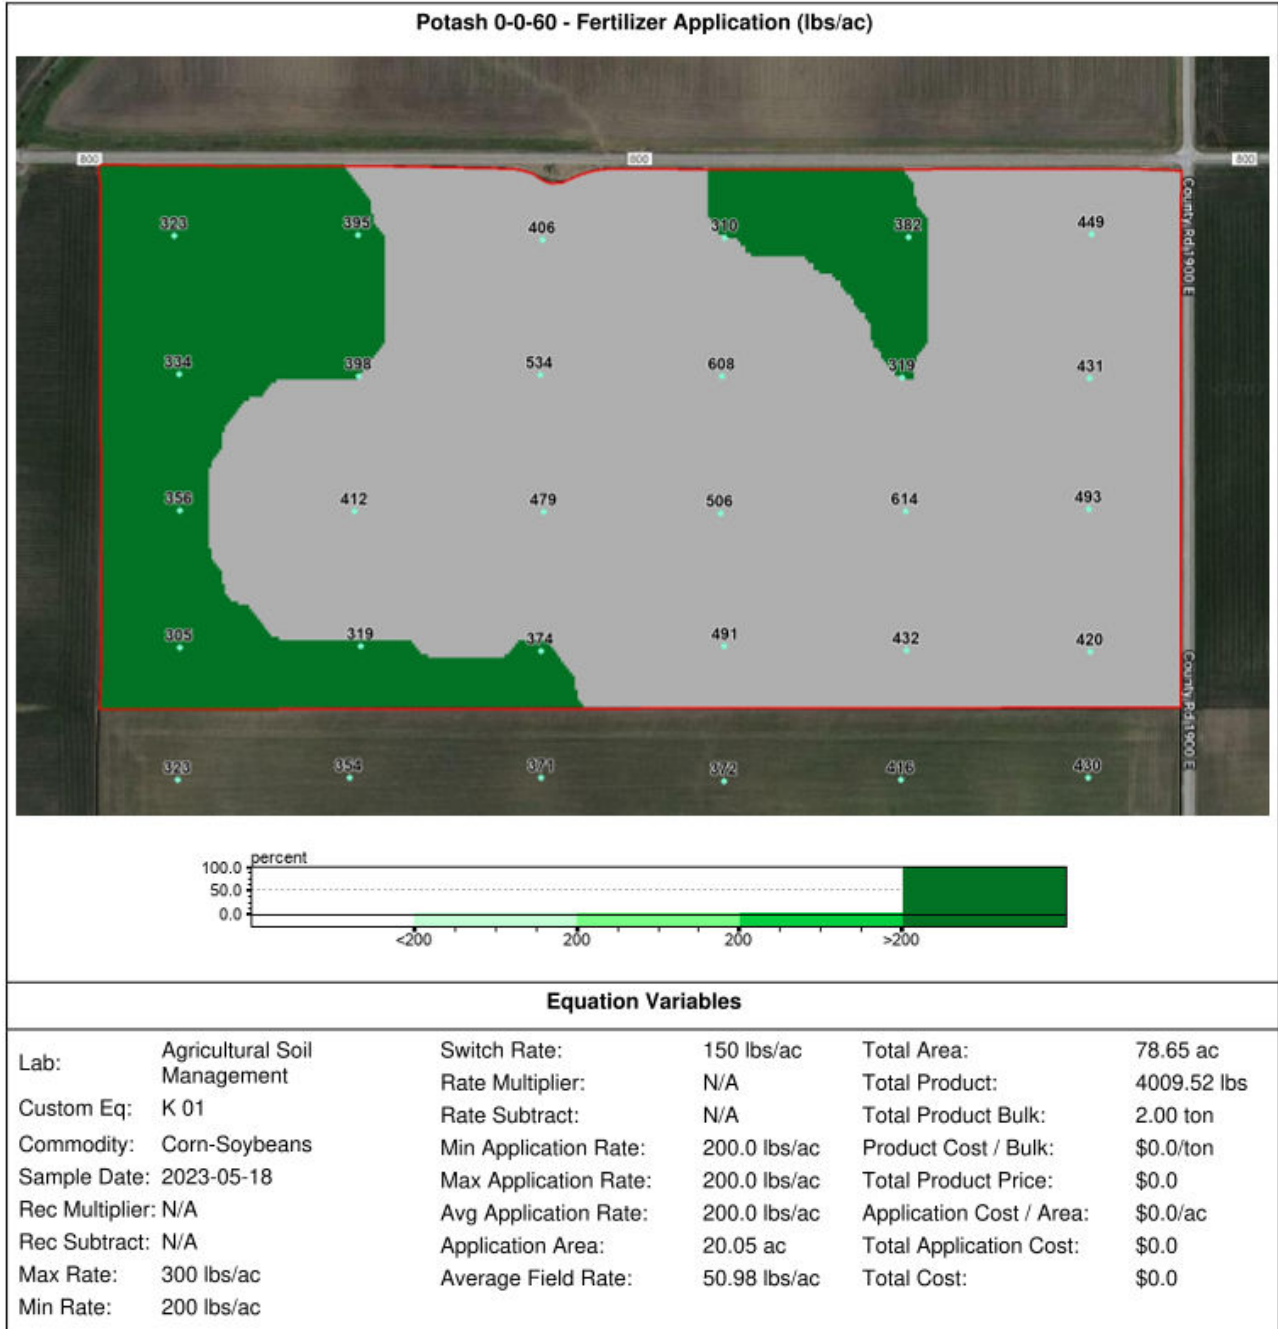 Potash 0-0-60 - Fertilizer Application (lbs/ac)
800 800 800
County Rd 1900 E
323 395 406 310 382 449
334 398 534 608 319 431
356 412 479 506 614 493
305 319 374 491 432 420
County Rd 1900 E
323 354 371 372 416 430
percent
100.0
50.0
0.0
<200 200 200 >200
Equation Variables
Lab: Agricultural Soil Management
Custom Eq: K 01
Commodity: Corn-Soybeans
Sample Date: 2023-05-18
Rec Multiplier: N/A
Rec Subtract: N/A
Max Rate: 300 lbs/ac
Min Rate: 200 lbs/ac
Switch Rate: 150 lbs/ac
Rate Multiplier: N/A
Rate Subtract: N/A
Min Application Rate: 200.0 lbs/ac
Max Application Rate: 200.0 lbs/ac
Avg Application Rate: 200.0 lbs/ac
Application Area: 20.05 ac
Average Field Rate: 50.98 lbs/ac
Total Area: 78.65 ac
Total Product: 4009.52 lbs
Total Product Bulk: 2.00 ton
Product Cost / Bulk: $0.0/ton
Total Product Price: $0.0
Application Cost / Area: $0.0/ac
Total Application Cost: $0.0
Total Cost: $0.0